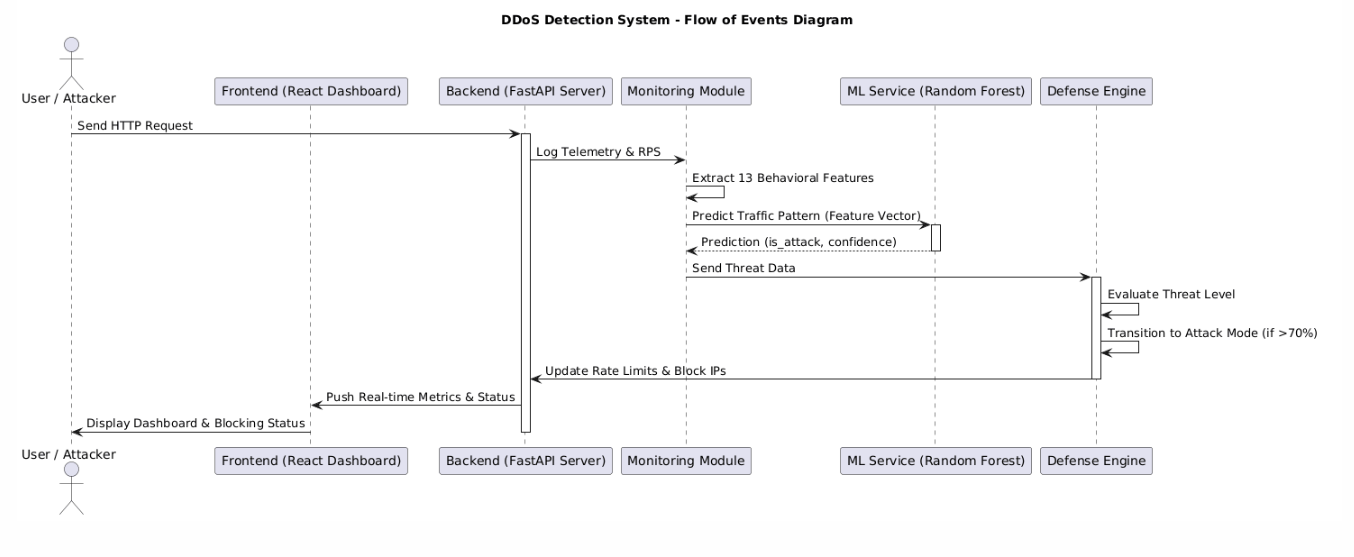 DDoS Detection System - Flow of Events Diagram
User / Attacker
Frontend (React Dashboard)
Backend (FastAPI Server)
Monitoring Module
ML Service (Random Forest)
Defense Engine
Send HTTP Request
Log Telemetry & RPS
Extract 13 Behavioral Features
Predict Traffic Pattern (Feature Vector)
Prediction (is_attack, confidence)
Send Threat Data
Evaluate Threat Level
Transition to Attack Mode (if >70%)
Update Rate Limits & Block IPs
Push Real-time Metrics & Status
Display Dashboard & Blocking Status
User / Attacker
Frontend (React Dashboard)
Backend (FastAPI Server)
Monitoring Module
ML Service (Random Forest)
Defense Engine